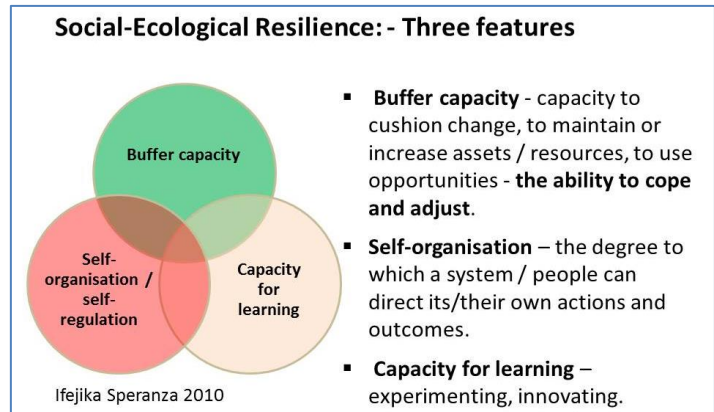 Social-Ecological Resilience: - Three features
Buffer capacity
Self-
organisation /
self-
regulation
Capacity
for
learning
Ifejika Speranza 2010
▪ Buffer capacity - capacity to
cushion change, to maintain or
increase assets / resources, to use
opportunities - the ability to cope
and adjust.
▪ Self-organisation – the degree to
which a system / people can
direct its/their own actions and
outcomes.
▪ Capacity for learning –
experimenting, innovating.